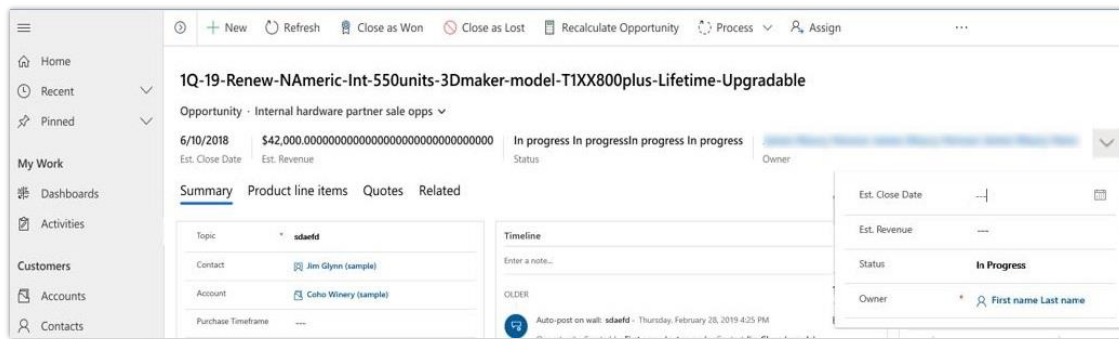 New Refresh Close as Won Close as Lost Recalculate Opportunity Process Assign ...
Home
Recent
Pinned
My Work
Dashboards
Activities
Customers
Accounts
Contacts
1Q-19-Renew-NAmeric-Int-550units-3Dmaker-model-T1XX800plus-Lifetime-Upgradable
Opportunity · Internal hardware partner sale opps
6/10/2018 $42,000.00000000000000000000000000000 In progress In progressIn progress In progress
Est. Close Date Est. Revenue Status Owner
Summary Product line items Quotes Related
Topic * sdaefd
Contact Jim Glynn (sample)
Account Coho Winery (sample)
Purchase Timeframe ---
Timeline
Enter a note...
OLDER
Auto-post on wall: sdaefd - Thursday, February 28, 2019 4:25 PM
Est. Close Date ---
Est. Revenue ---
Status In Progress
Owner * First name Last name